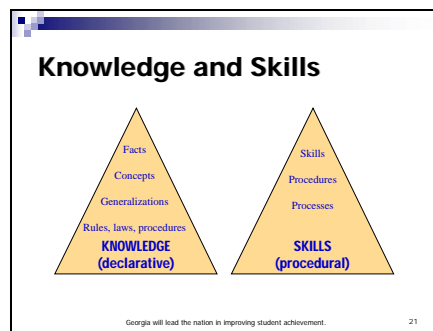 Knowledge and Skills
Facts
Concepts
Generalizations
Rules, laws, procedures
KNOWLEDGE
(declarative)
Skills
Procedures
Processes
SKILLS
(procedural)
Georgia will lead the nation in improving student achievement.
21